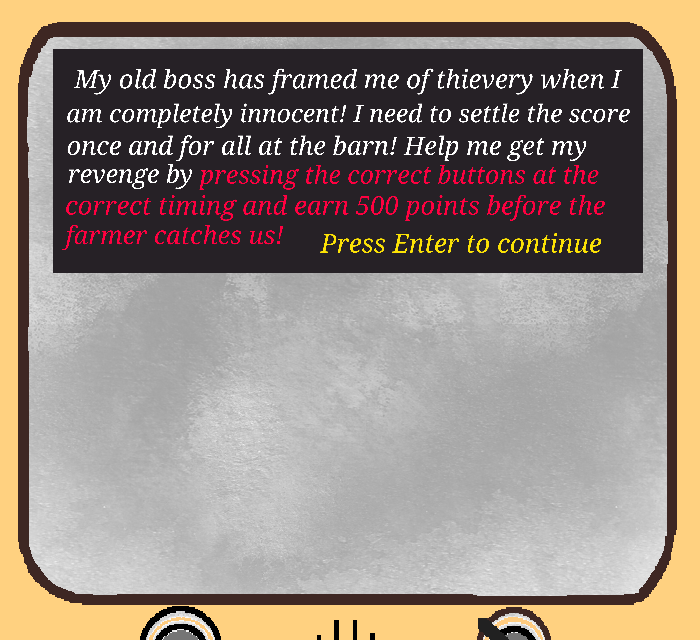 My old boss has framed me of thievery when I
am completely innocent! I need to settle the score
once and for all at the barn! Help me get my
revenge by pressing the correct buttons at the
correct timing and earn 500 points before the
farmer catches us!
Press Enter to continue